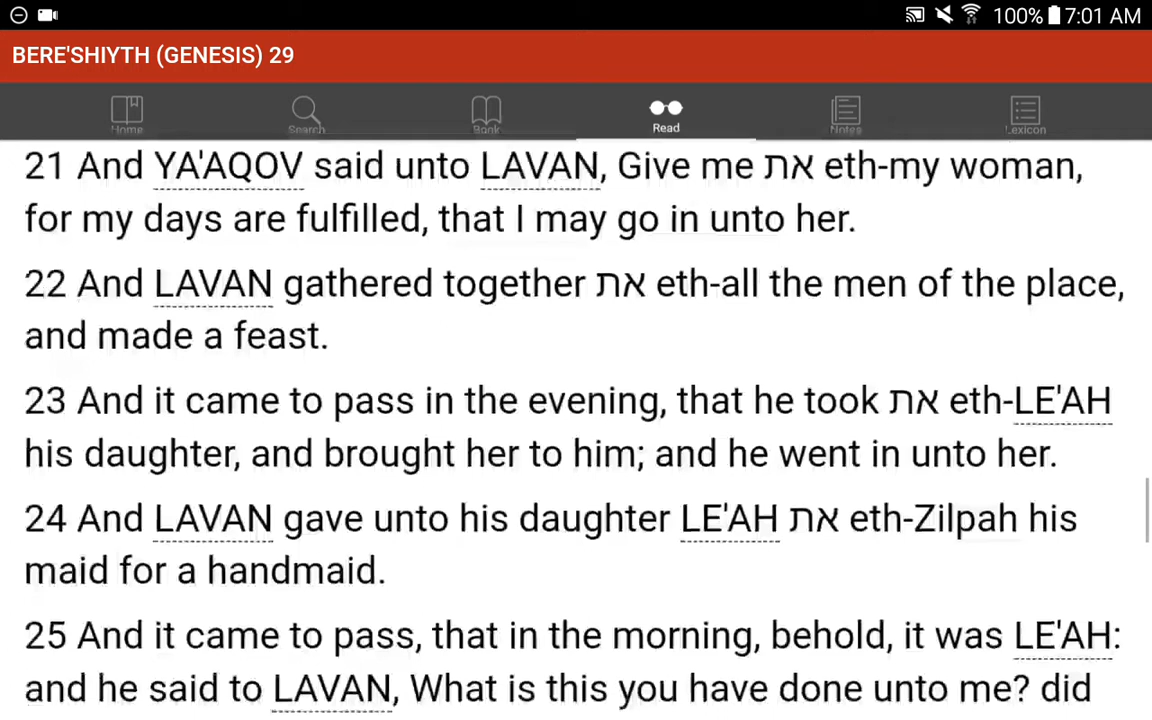 100% 7:01 AM
BERE'SHIYTH (GENESIS) 29
Home Search Book Read Notes Lexicon
21 And YA'AQOV said unto LAVAN, Give me את eth-my woman,
for my days are fulfilled, that I may go in unto her.
22 And LAVAN gathered together את eth-all the men of the place,
and made a feast.
23 And it came to pass in the evening, that he took את eth-LE'AH
his daughter, and brought her to him; and he went in unto her.
24 And LAVAN gave unto his daughter LE'AH את eth-Zilpah his
maid for a handmaid.
25 And it came to pass, that in the morning, behold, it was LE'AH:
and he said to LAVAN, What is this you have done unto me? did